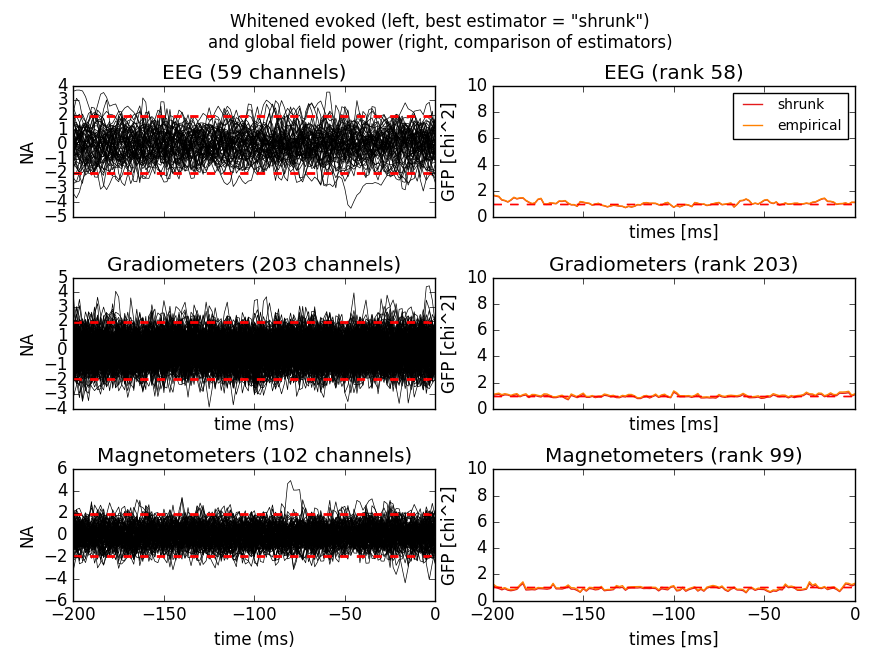 Whitened evoked (left, best estimator = "shrunk")
and global field power (right, comparison of estimators)
EEG (59 channels)
EEG (rank 58)
4
3
2
1
0
−1
−2
−3
−4
−5
NA
10
8
6
4
2
0
GFP [chi^2]
shrunk
empirical
times [ms]
Gradiometers (203 channels)
Gradiometers (rank 203)
5
4
3
2
1
0
−1
−2
−3
−4
NA
time (ms)
10
8
6
4
2
0
GFP [chi^2]
times [ms]
Magnetometers (102 channels)
Magnetometers (rank 99)
6
4
2
0
−2
−4
−6
NA
−200 −150 −100 −50 0
time (ms)
10
8
6
4
2
0
GFP [chi^2]
−200 −150 −100 −50 0
times [ms]